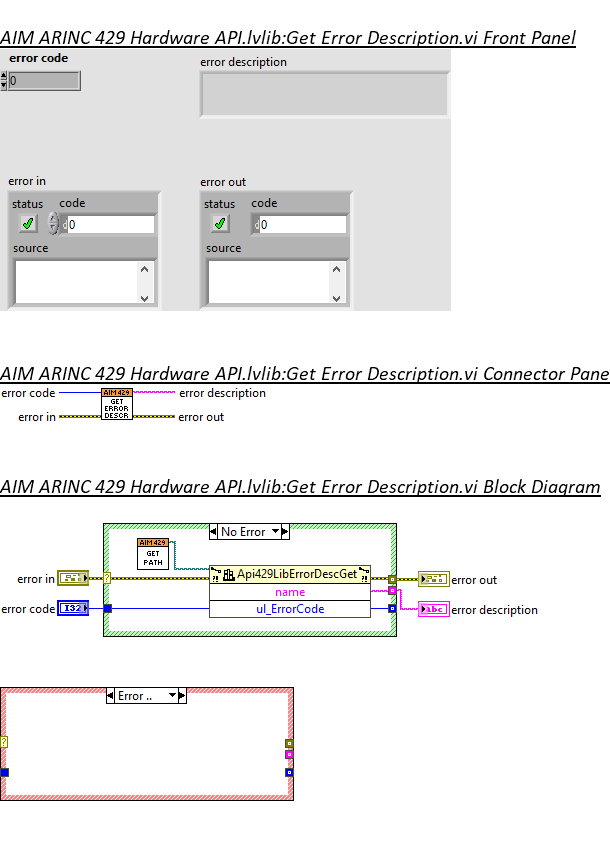 AIM ARINC 429 Hardware API.lvlib:Get Error Description.vi Front Panel
error code
error description
0
error in
error out
status code
status code
d 0
d 0
source
source
AIM ARINC 429 Hardware API.lvlib:Get Error Description.vi Connector Pane
error code
AIM 429
error description
GET
ERROR
DESCR
error in
error out
AIM ARINC 429 Hardware API.lvlib:Get Error Description.vi Block Diagram
No Error
AIM 429
GET
PATH
Api429LibErrorDescGet
error in
?
error out
name
error code
I32
ul_ErrorCode
abc
error description
Error ..
?